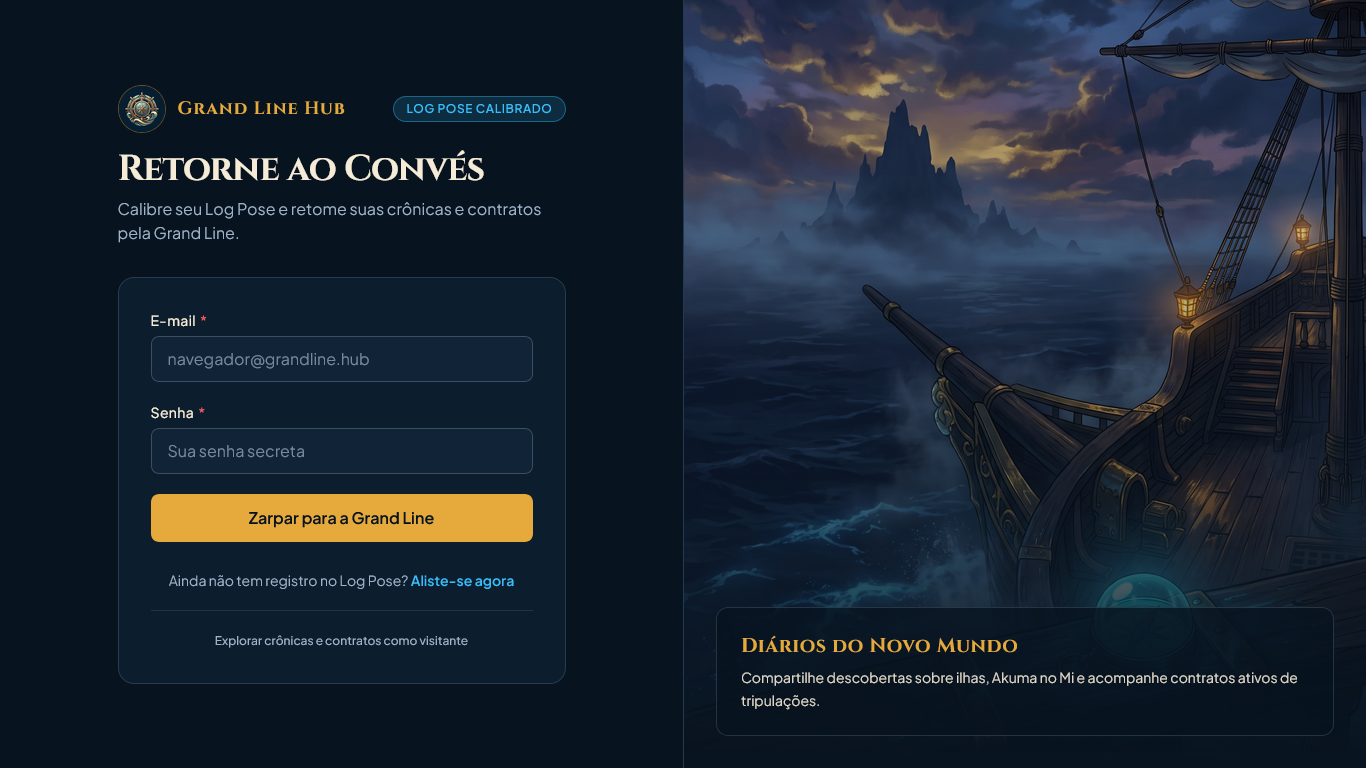 Grand Line Hub
LOG POSE CALIBRADO
Retorne ao Convés
Calibre seu Log Pose e retome suas crônicas e contratos
pela Grand Line.
E-mail *
navegador@grandline.hub
Senha *
Sua senha secreta
Zarpar para a Grand Line
Ainda não tem registro no Log Pose? Aliste-se agora
Explorar crônicas e contratos como visitante
Diários do Novo Mundo
Compartilhe descobertas sobre ilhas, Akuma no Mi e acompanhe contratos ativos de
tripulações.